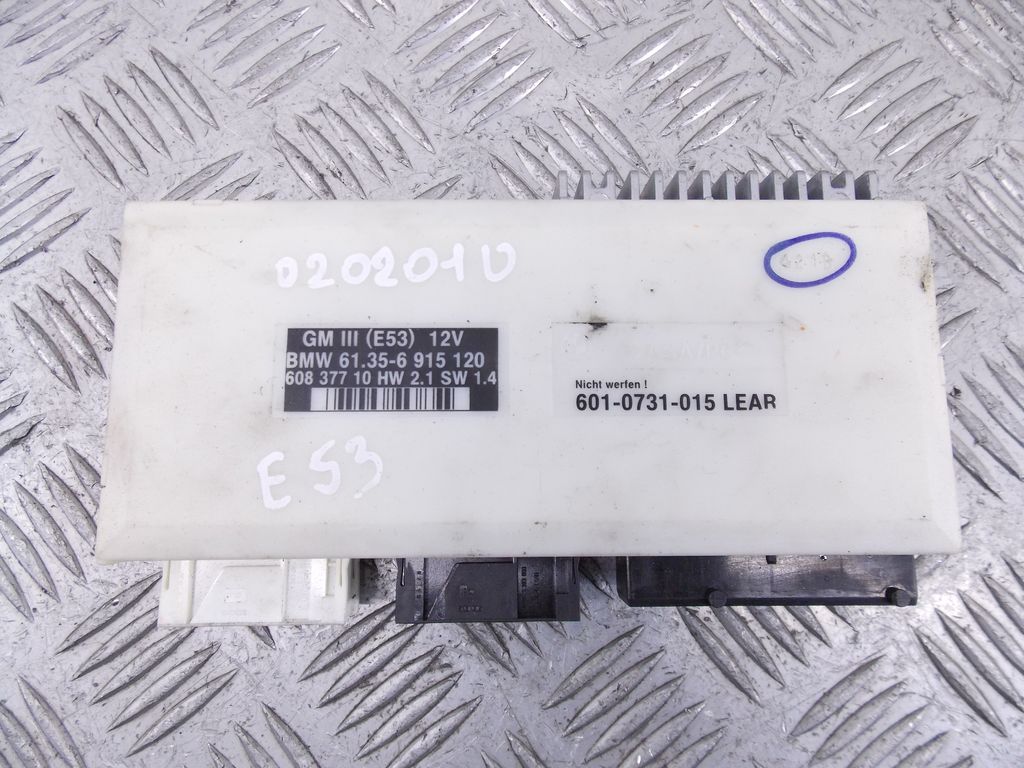 020201U
GM III (E53) 12V
BMW 61.35-6 915 120
608 377 10 HW 2.1 SW 1.4
Nicht werfen !
601-0731-015 LEAR
E53